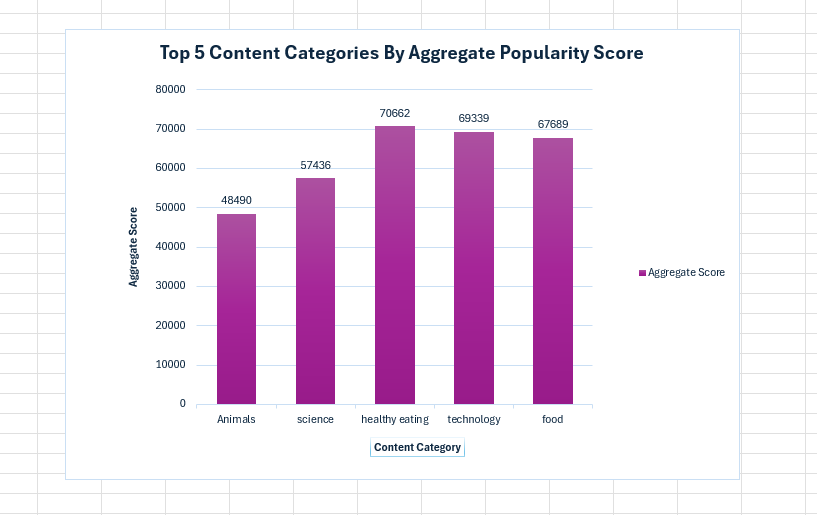 Top 5 Content Categories By Aggregate Popularity Score
80000
70000
60000
50000
40000
30000
20000
10000
0
Aggregate Score
48490
57436
70662
69339
67689
Animals
science
healthy eating
technology
food
Content Category
Aggregate Score